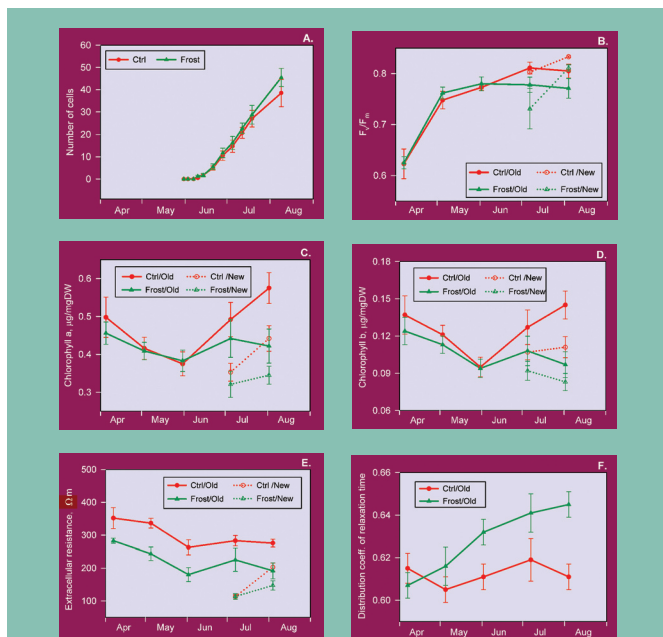 A.
Ctrl Frost
Number of cells
60
50
40
30
20
10
0
Apr May Jun Jul Aug
B.
Fv/Fm
0.8
0.7
0.6
Ctrl/Old Ctrl/New
Frost/Old Frost/New
Apr May Jun Jul Aug
C.
Ctrl/Old Ctrl /New
Frost/Old Frost/New
Chlorophyll a, µg/mgDW
0.6
0.5
0.4
0.3
Apr May Jun Jul Aug
D.
Ctrl/Old Ctrl /New
Frost/Old Frost/New
Chlorophyll b, µg/mgDW
0.18
0.15
0.12
0.09
0.06
Apr May Jun Jul Aug
E.
Ctrl/Old Ctrl/New
Frost/Old Frost/New
Extracellular resistance, Ω m
500
400
300
200
100
Apr May Jun Jul Aug
F.
Ctrl/Old
Frost/Old
Distribution coeff. of relaxation time
0.66
0.64
0.62
0.60
Apr May Jun Jul Aug